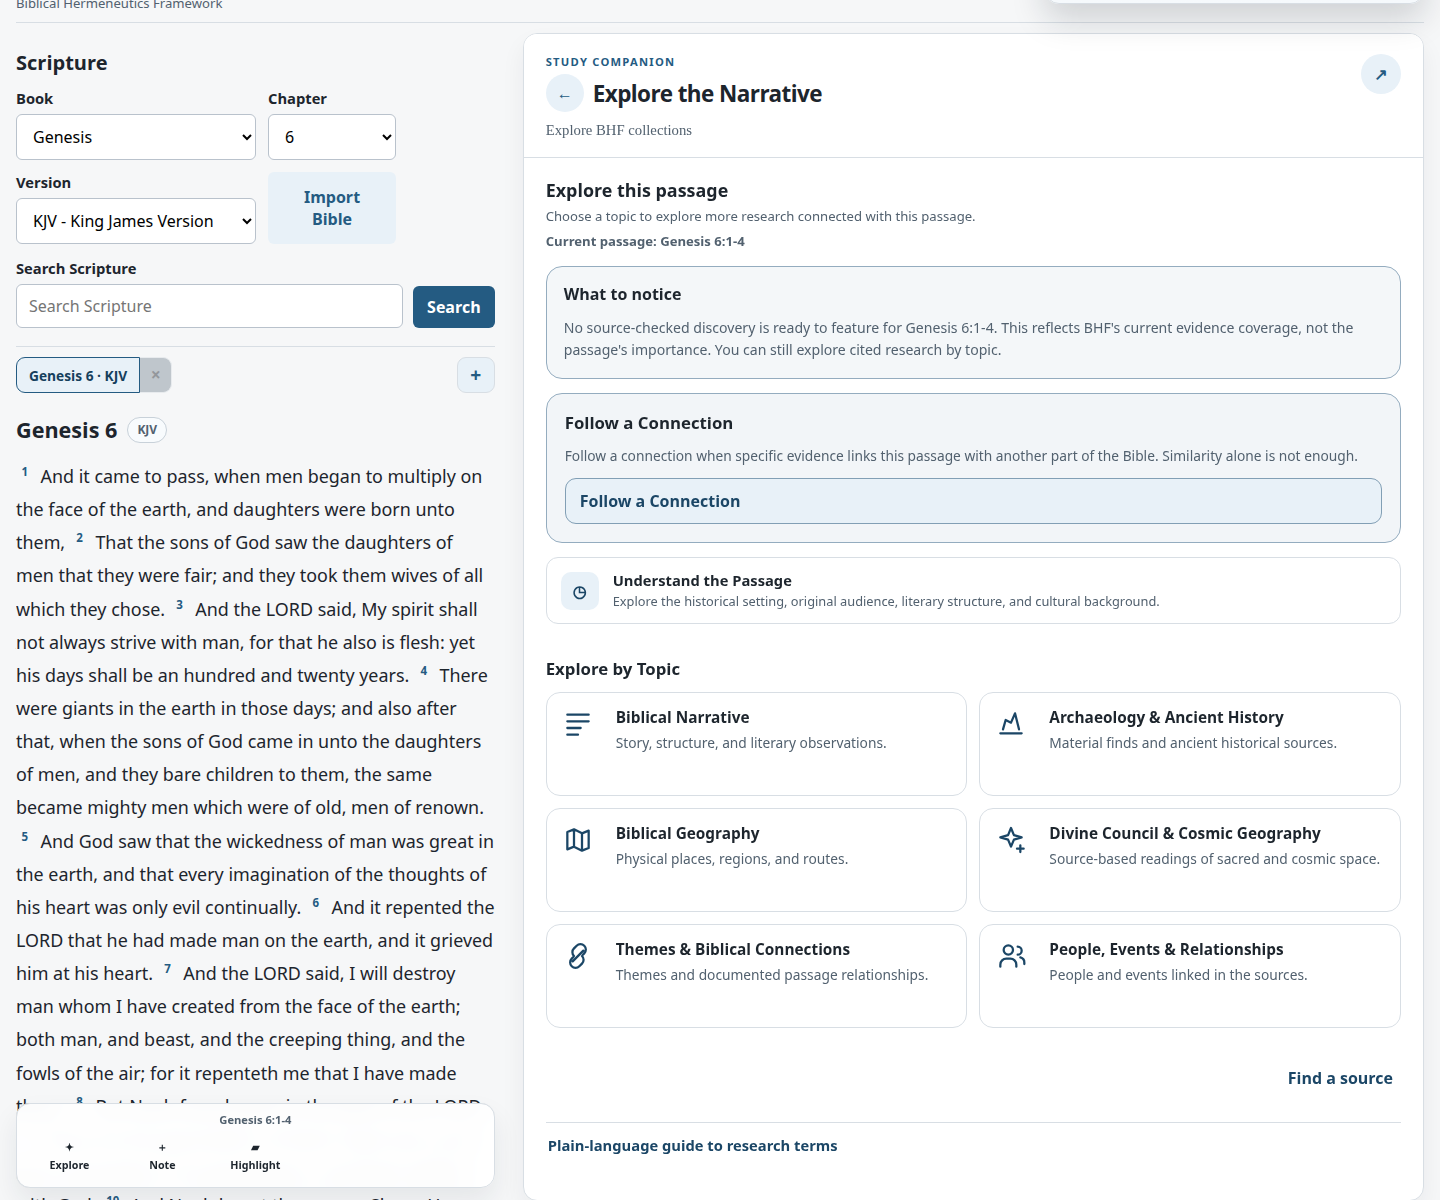 Biblical Hermeneutics Framework
Scripture
Book
Chapter
Genesis
6
Version
KJV - King James Version
Import
Bible
Search Scripture
Search Scripture
Search
Genesis 6 · KJV
×
+
Genesis 6 KJV
1 And it came to pass, when men began to multiply on
the face of the earth, and daughters were born unto
them, 2 That the sons of God saw the daughters of
men that they were fair; and they took them wives of all
which they chose. 3 And the LORD said, My spirit shall
not always strive with man, for that he also is flesh: yet
his days shall be an hundred and twenty years. 4 There
were giants in the earth in those days; and also after
that, when the sons of God came in unto the daughters
of men, and they bare children to them, the same
became mighty men which were of old, men of renown.
5 And God saw that the wickedness of man was great in
the earth, and that every imagination of the thoughts of
his heart was only evil continually. 6 And it repented the
LORD that he had made man on the earth, and it grieved
him at his heart. 7 And the LORD said, I will destroy
man whom I have created from the face of the earth;
both man, and beast, and the creeping thing, and the
fowls of the air; for it repenteth me that I have made
Genesis 6:1-4
Explore
Note
Highlight
STUDY COMPANION
← Explore the Narrative
↗
Explore BHF collections
Explore this passage
Choose a topic to explore more research connected with this passage.
Current passage: Genesis 6:1-4
What to notice
No source-checked discovery is ready to feature for Genesis 6:1-4. This reflects BHF's current evidence coverage, not the
passage's importance. You can still explore cited research by topic.
Follow a Connection
Follow a connection when specific evidence links this passage with another part of the Bible. Similarity alone is not enough.
Follow a Connection
Understand the Passage
Explore the historical setting, original audience, literary structure, and cultural background.
Explore by Topic
Biblical Narrative
Story, structure, and literary observations.
Archaeology & Ancient History
Material finds and ancient historical sources.
Biblical Geography
Physical places, regions, and routes.
Divine Council & Cosmic Geography
Source-based readings of sacred and cosmic space.
Themes & Biblical Connections
Themes and documented passage relationships.
People, Events & Relationships
People and events linked in the sources.
Find a source
Plain-language guide to research terms